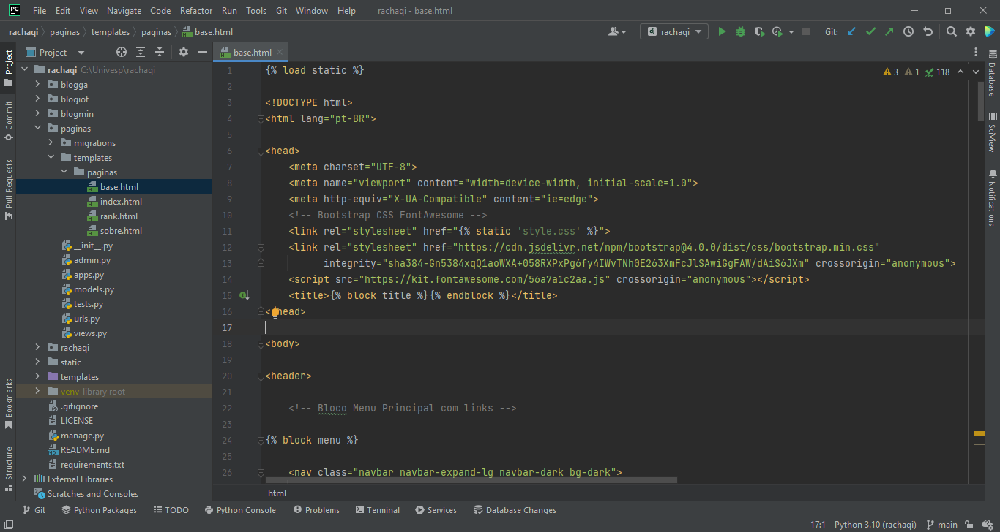 PC File Edit View Navigate Code Refactor Run Tools Git Window Help rachaqi - base.html
rachaqi paginas templates paginas base.html dj rachaqi Git:
Project
Commit
Pull Requests
Bookmarks
Structure
Project
rachaqi C:\Univesp\rachaqi
blogga
blogiot
blogmin
paginas
migrations
templates
paginas
base.html
index.html
rank.html
sobre.html
__init__.py
admin.py
apps.py
models.py
tests.py
urls.py
views.py
rachaqi
static
templates
venv library root
.gitignore
LICENSE
manage.py
README.md
requirements.txt
External Libraries
Scratches and Consoles
base.html
3 1 118
1 {% load static %}
2
3 <!DOCTYPE html>
4 <html lang="pt-BR">
5
6 <head>
7 <meta charset="UTF-8">
8 <meta name="viewport" content="width=device-width, initial-scale=1.0">
9 <meta http-equiv="X-UA-Compatible" content="ie=edge">
10 <!-- Bootstrap CSS FontAwesome -->
11 <link rel="stylesheet" href="{% static 'style.css' %}">
12 <link rel="stylesheet" href="https://cdn.jsdelivr.net/npm/bootstrap@4.0.0/dist/css/bootstrap.min.css"
13 integrity="sha384-Gn5384xqQ1aoWXA+058RXPxPg6fy4IWvTNh0E263XmFcJlSAwiGgFAW/dAiS6JXm" crossorigin="anonymous">
14 <script src="https://kit.fontawesome.com/56a7a1c2aa.js" crossorigin="anonymous"></script>
15 <title>{% block title %}{% endblock %}</title>
16 < head>
17
18 <body>
19
20 <header>
21
22 <!-- Bloco Menu Principal com links -->
23
24 {% block menu %}
25
26 <nav class="navbar navbar-expand-lg navbar-dark bg-dark">
html
Database
SciView
Notifications
Git Python Packages TODO Python Console Problems Terminal Services Database Changes
17:1 Python 3.10 (rachaqi) main